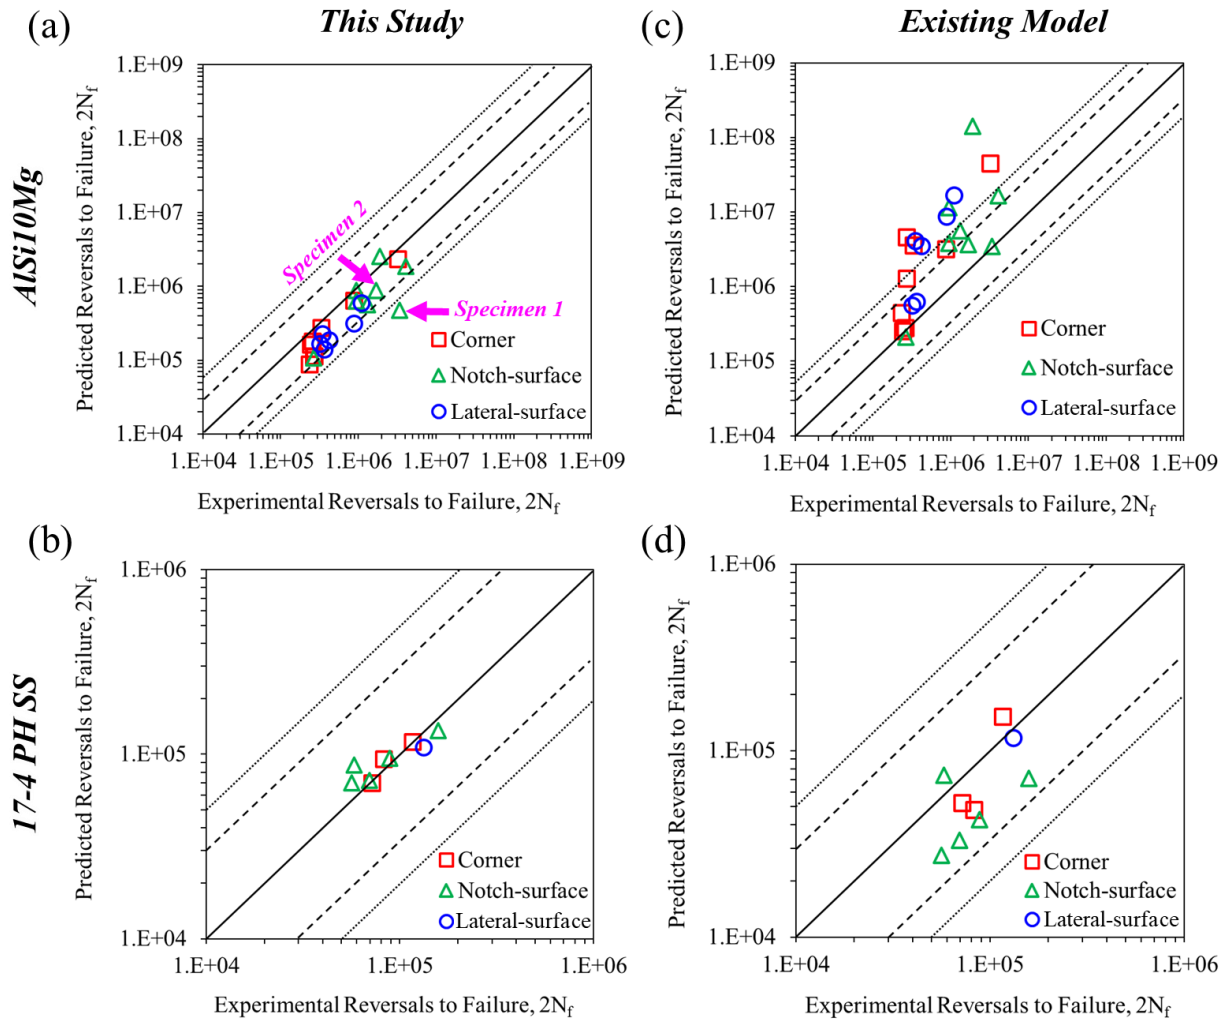 This Study
Existing Model
AlSi10Mg
17-4 PH SS
(a)
Predicted Reversals to Failure, 2Nf
1.E+09
1.E+08
1.E+07
1.E+06
1.E+05
1.E+04
Specimen 2
Specimen 1
Corner
Notch-surface
Lateral-surface
1.E+04 1.E+05 1.E+06 1.E+07 1.E+08 1.E+09
Experimental Reversals to Failure, 2Nf
(c)
Predicted Reversals to Failure, 2Nf
1.E+09
1.E+08
1.E+07
1.E+06
1.E+05
1.E+04
Corner
Notch-surface
Lateral-surface
1.E+04 1.E+05 1.E+06 1.E+07 1.E+08 1.E+09
Experimental Reversals to Failure, 2Nf
(b)
Predicted Reversals to Failure, 2Nf
1.E+06
1.E+05
1.E+04
Corner
Notch-surface
Lateral-surface
1.E+04 1.E+05 1.E+06
Experimental Reversals to Failure, 2Nf
(d)
Predicted Reversals to Failure, 2Nf
1.E+06
1.E+05
1.E+04
Corner
Notch-surface
Lateral-surface
1.E+04 1.E+05 1.E+06
Experimental Reversals to Failure, 2Nf